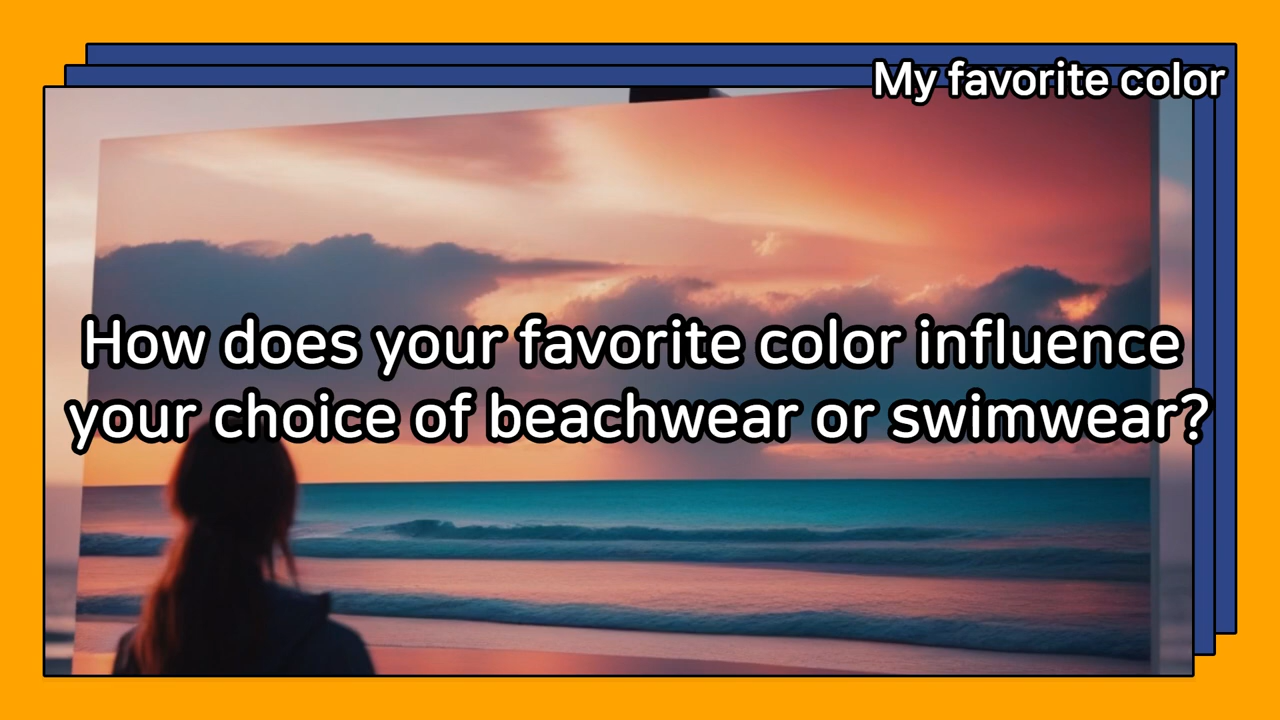 My favorite color
How does your favorite color influence
your choice of beachwear or swimwear?